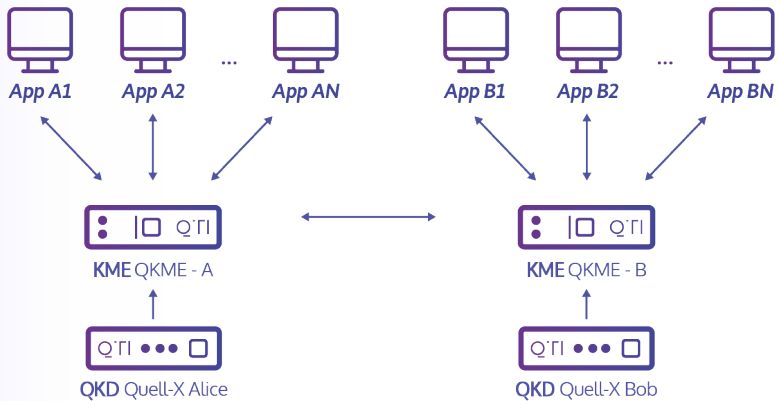 App A1 App A2 ... App AN App B1 App B2 ... App BN
QTI QTI
KME QKME - A KME QKME - B
QTI QTI
QKD Quell-X Alice QKD Quell-X Bob